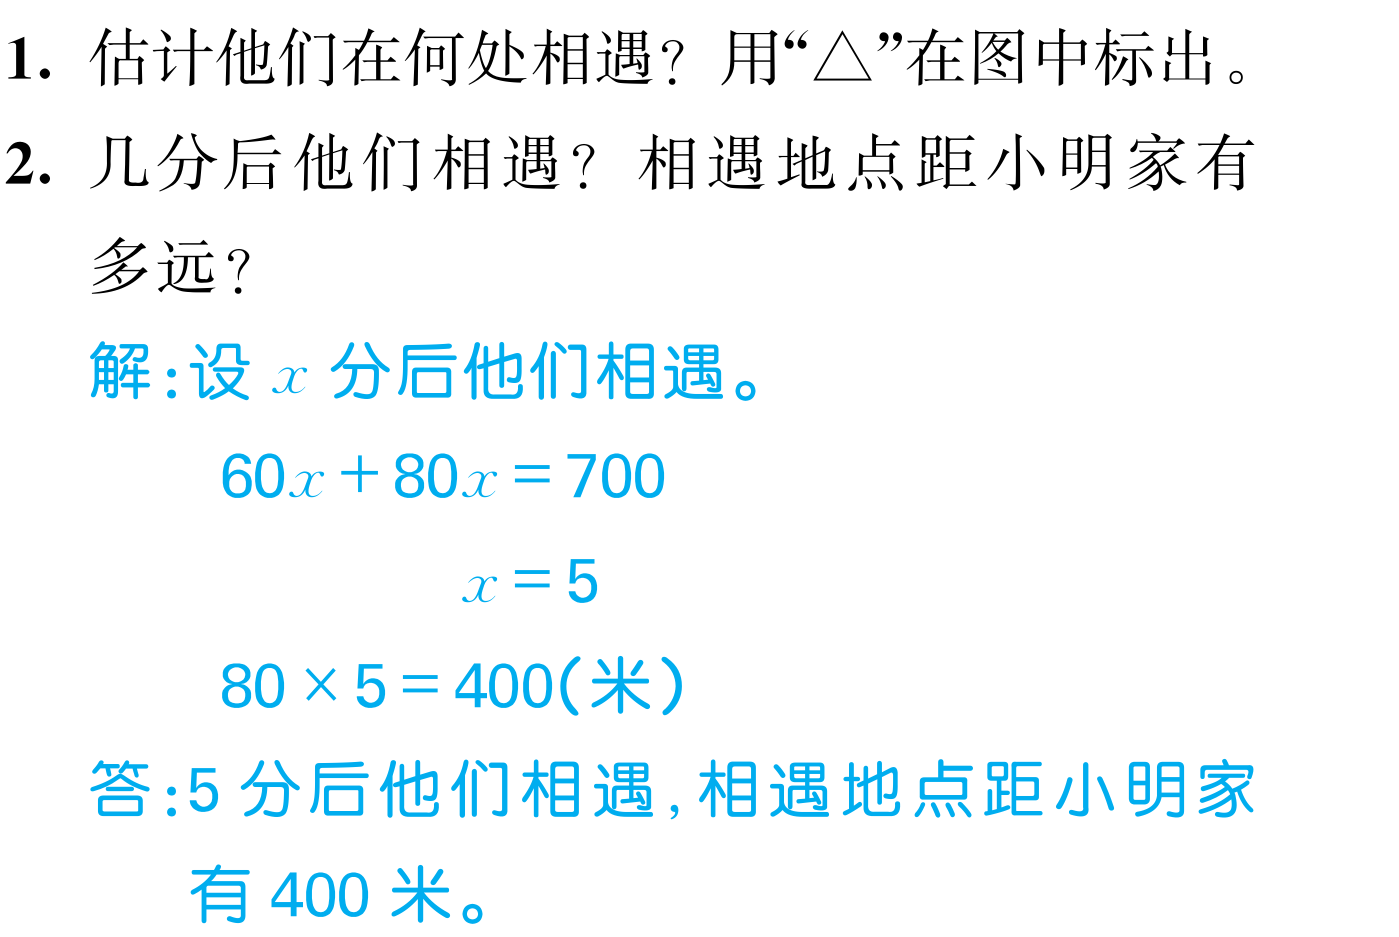 1. 估计他们在何处相遇？用“△”在图中标出。
2. 几分后他们相遇？相遇地点距小明家有
多远？
解:设 x 分后他们相遇。
60x + 80x = 700
x = 5
80 × 5 = 400(米)
答:5 分后他们相遇,相遇地点距小明家
有 400 米。